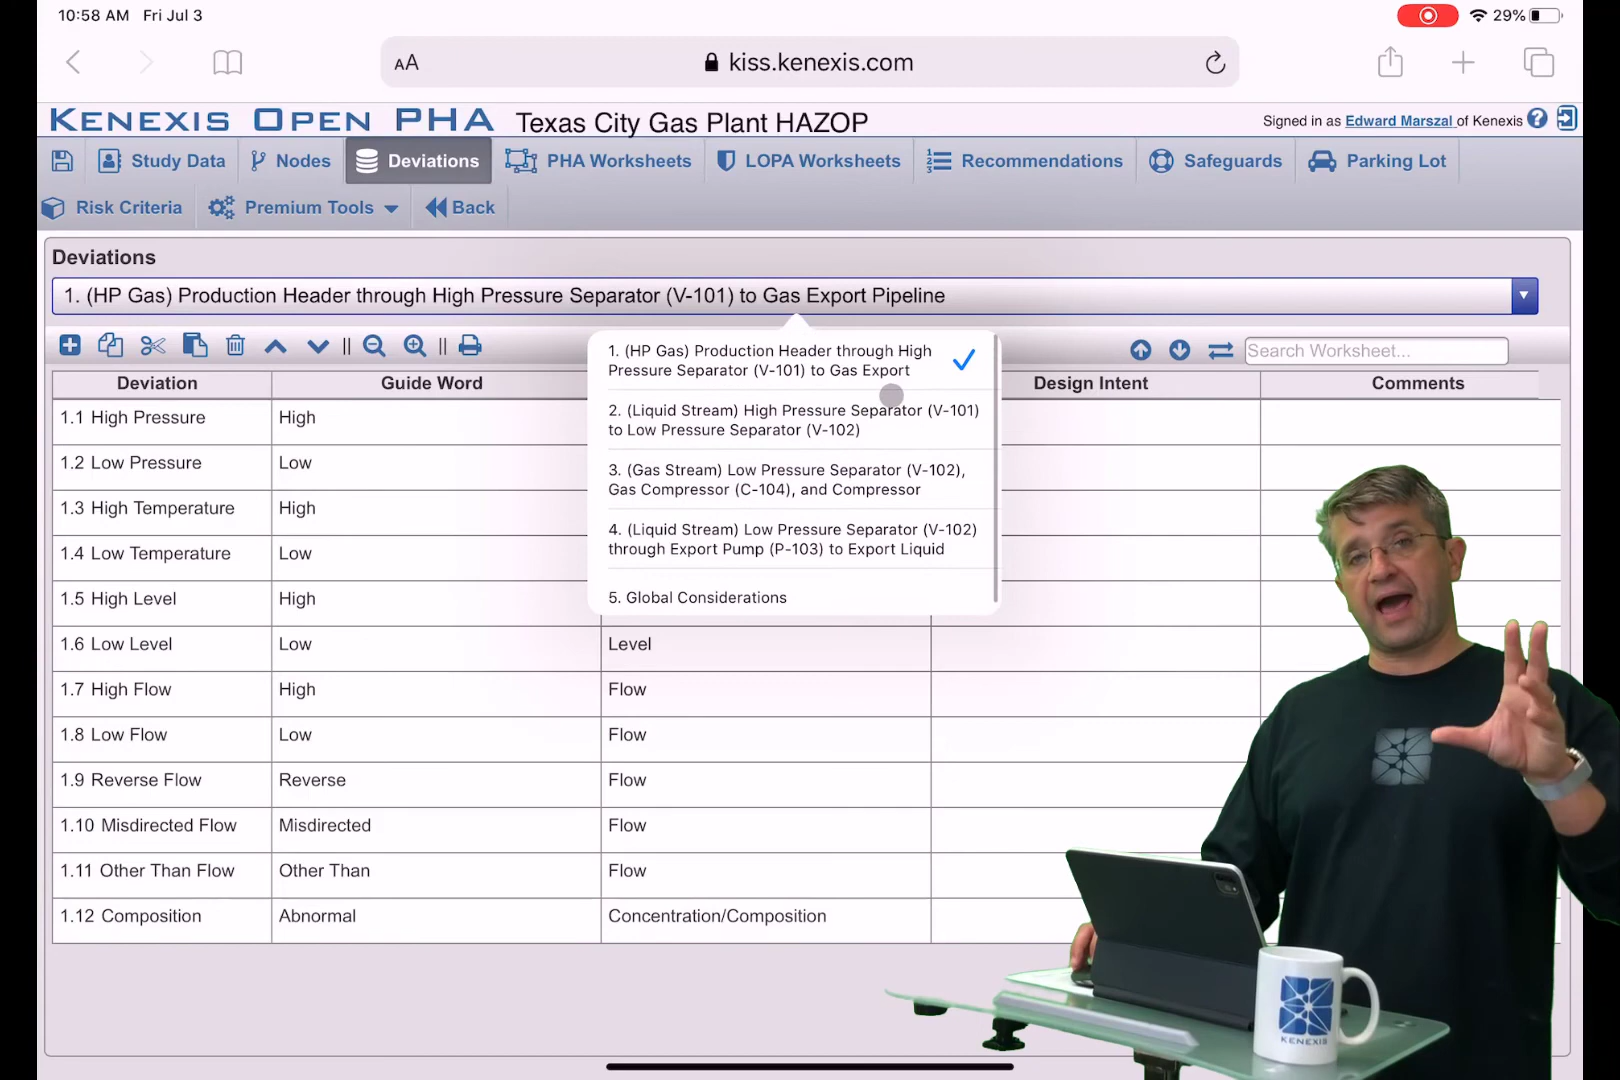 10:58 AM Fri Jul 3
29%
AA
kiss.kenexis.com
KENEXIS OPEN PHA
Texas City Gas Plant HAZOP
Signed in as Edward Marszal of Kenexis
Study Data
Nodes
Deviations
PHA Worksheets
LOPA Worksheets
Recommendations
Safeguards
Parking Lot
Risk Criteria
Premium Tools
Back
Deviations
1. (HP Gas) Production Header through High Pressure Separator (V-101) to Gas Export Pipeline
Search Worksheet...
1. (HP Gas) Production Header through High
Pressure Separator (V-101) to Gas Export
2. (Liquid Stream) High Pressure Separator (V-101)
to Low Pressure Separator (V-102)
3. (Gas Stream) Low Pressure Separator (V-102),
Gas Compressor (C-104), and Compressor
4. (Liquid Stream) Low Pressure Separator (V-102)
through Export Pump (P-103) to Export Liquid
5. Global Considerations
Deviation Guide Word Design Intent Comments
1.1 High Pressure High
1.2 Low Pressure Low
1.3 High Temperature High
1.4 Low Temperature Low
1.5 High Level High
1.6 Low Level Low Level
1.7 High Flow High Flow
1.8 Low Flow Low Flow
1.9 Reverse Flow Reverse Flow
1.10 Misdirected Flow Misdirected Flow
1.11 Other Than Flow Other Than Flow
1.12 Composition Abnormal Concentration/Composition
KENEXIS